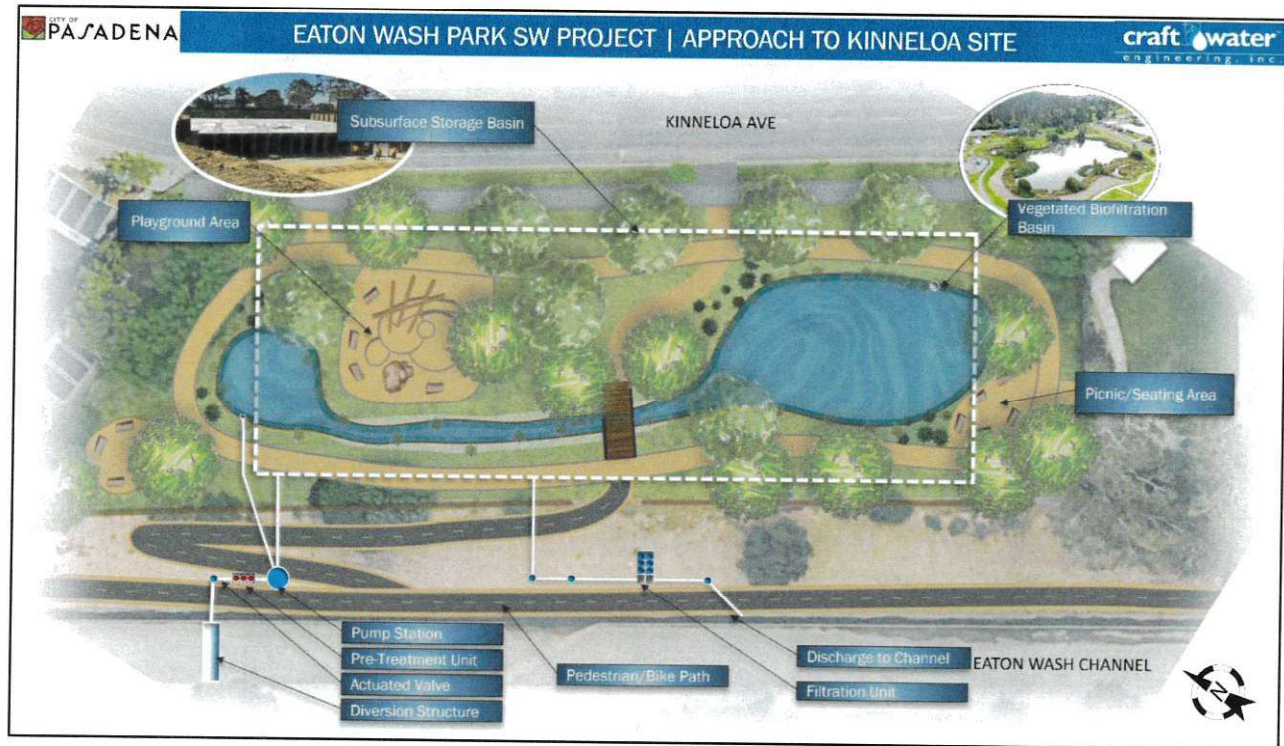 CITY OF
PASADENA
EATON WASH PARK SW PROJECT | APPROACH TO KINNELOA SITE
craft water
engineering, inc.
Subsurface Storage Basin
KINNELOA AVE
Playground Area
Vegetated Biofiltration
Basin
Picnic/Seating Area
Pump Station
Pre-Treatment Unit
Actuated Valve
Diversion Structure
Pedestrian/Bike Path
Discharge to Channel
Filtration Unit
EATON WASH CHANNEL
N